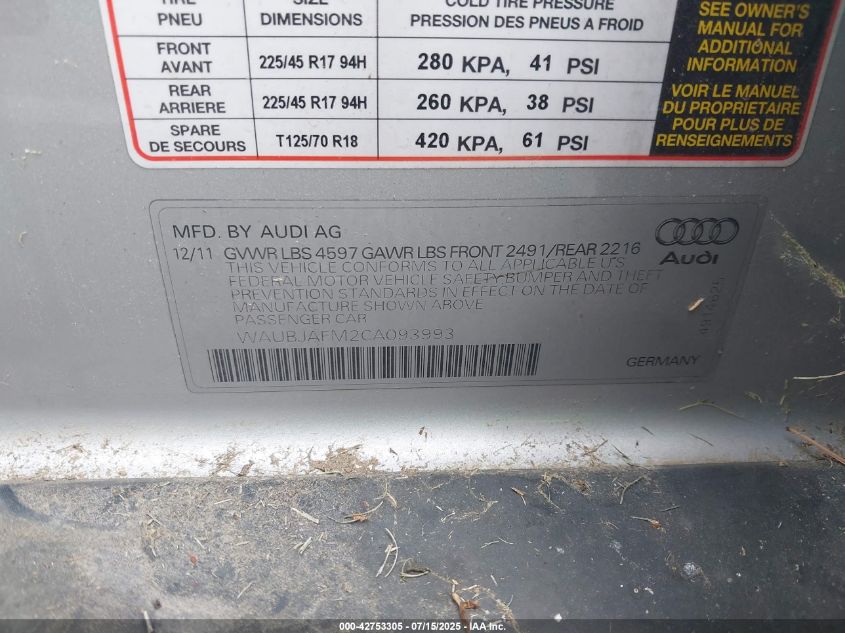 TIRE SIZE COLD TIRE PRESSURE
PNEU DIMENSIONS PRESSION DES PNEUS A FROID
FRONT
AVANT 225/45 R17 94H 280 KPA, 41 PSI
REAR
ARRIERE 225/45 R17 94H 260 KPA, 38 PSI
SPARE
DE SECOURS T125/70 R18 420 KPA, 61 PSI
SEE OWNER'S
MANUAL FOR
ADDITIONAL
INFORMATION
VOIR LE MANUEL
DU PROPRIETAIRE
POUR PLUS DE
RENSEIGNEMENTS
MFD. BY AUDI AG
12/11 GVWR LBS 4597 GAWR LBS FRONT 2491/REAR 2216
THIS VEHICLE CONFORMS TO ALL APPLICABLE U.S.
FEDERAL MOTOR VEHICLE SAFETY,BUMPER AND THEFT
PREVENTION STANDARDS IN EFFECT ON THE DATE OF
MANUFACTURE SHOWN ABOVE
PASSENGER CAR
WAUBJAFM2CA093993
Audi
GERMANY
000-42753305 - 07/15/2025 - IAAI.com